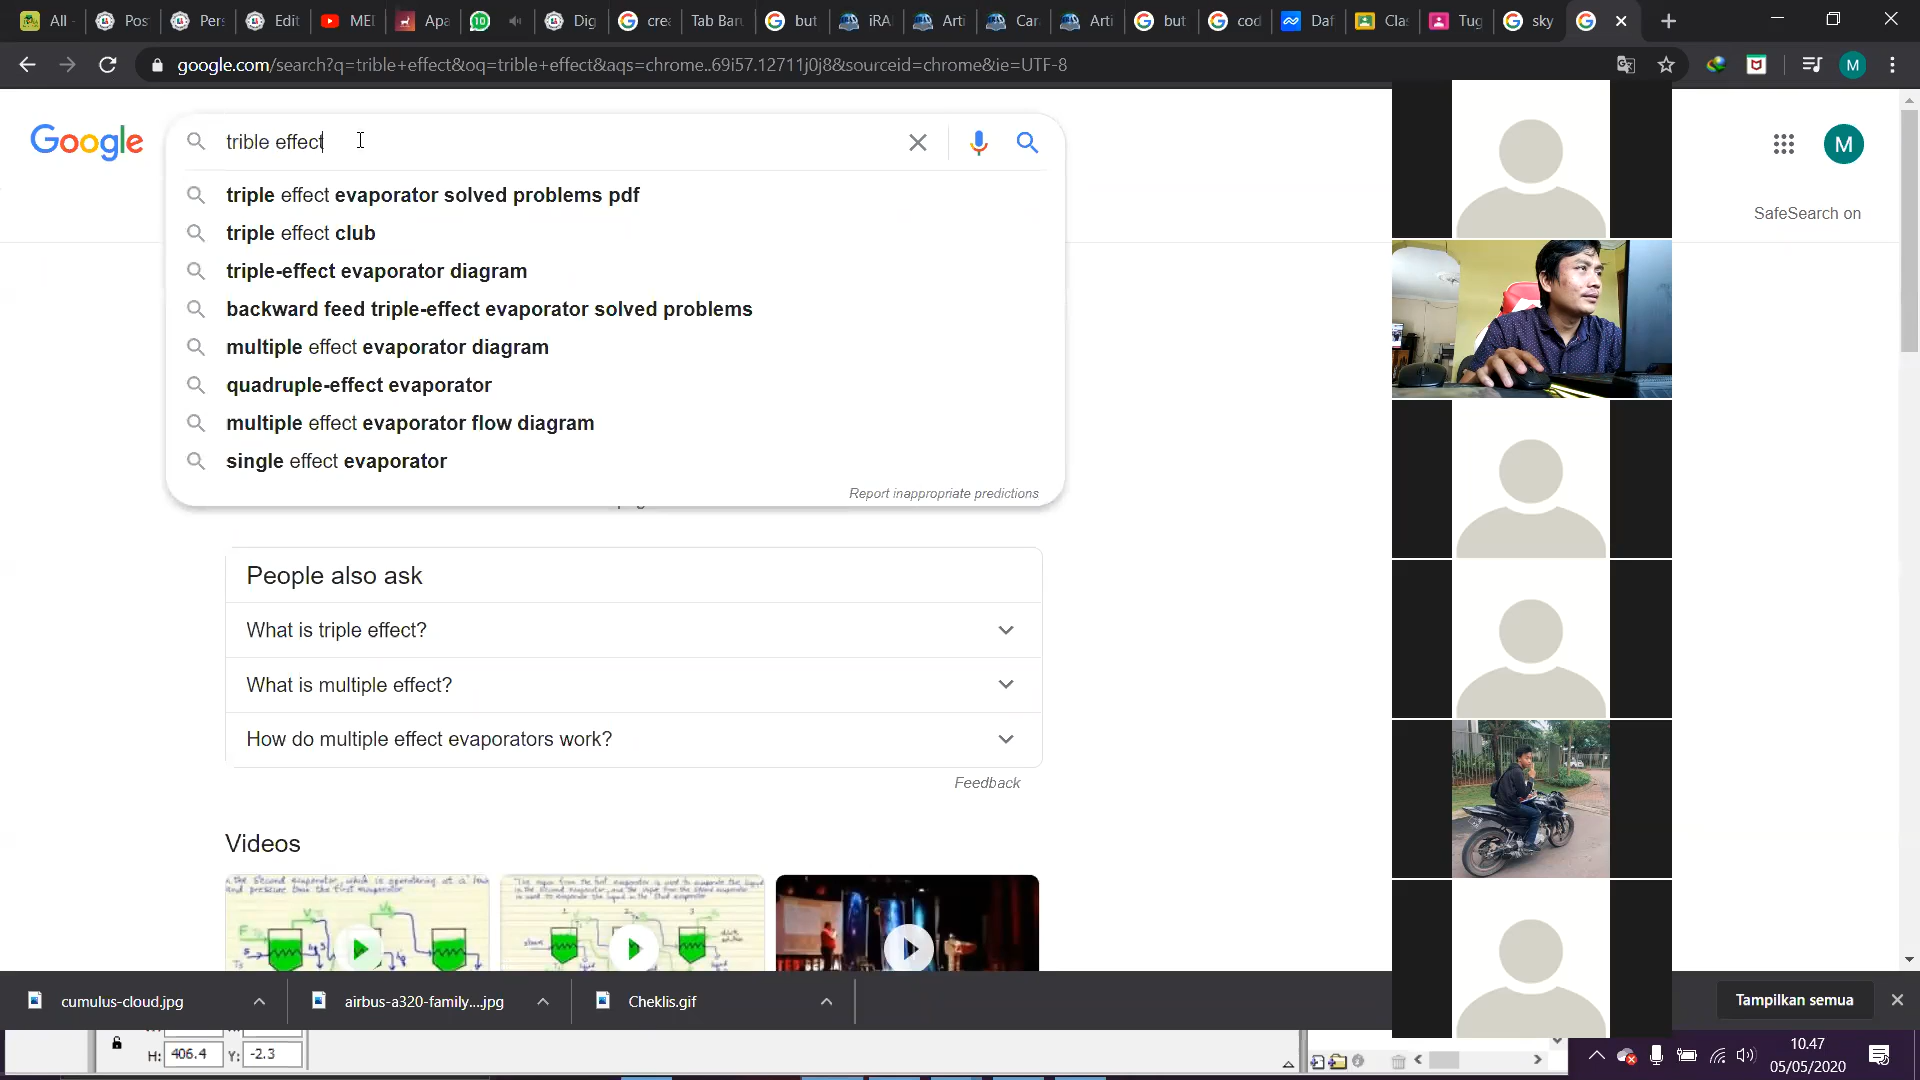 All -
Pos
Pers
Edit
MEI
Apa
10
Dig
crea
Tab Baru
but
iRAI
Arti
Car
Arti
but
cod
Daf
Clas
Tug
sky
google.com/search?q=trible+effect&oq=trible+effect&aqs=chrome..69i57.12711j0j8&sourceid=chrome&ie=UTF-8
M
Google
trible effect
M
triple effect evaporator solved problems pdf
SafeSearch on
triple effect club
triple-effect evaporator diagram
backward feed triple-effect evaporator solved problems
multiple effect evaporator diagram
quadruple-effect evaporator
multiple effect evaporator flow diagram
single effect evaporator
Report inappropriate predictions
People also ask
What is triple effect?
What is multiple effect?
How do multiple effect evaporators work?
Feedback
Videos
cumulus-cloud.jpg
airbus-a320-family....jpg
Cheklis.gif
Tampilkan semua
H: 406.4 Y: -2.3
10.47
05/05/2020